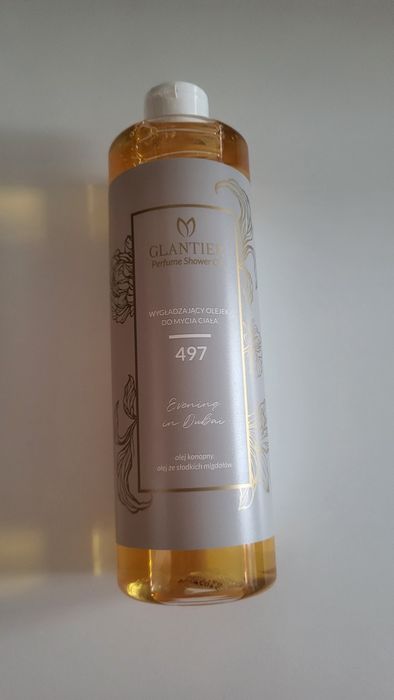 GLANTIER
Perfume Shower Oil
WYGŁADZAJĄCY OLEJEK
DO MYCIA CIAŁA
497
Evening
in Dubai
olej konopny,
olej ze słodkich migdałów